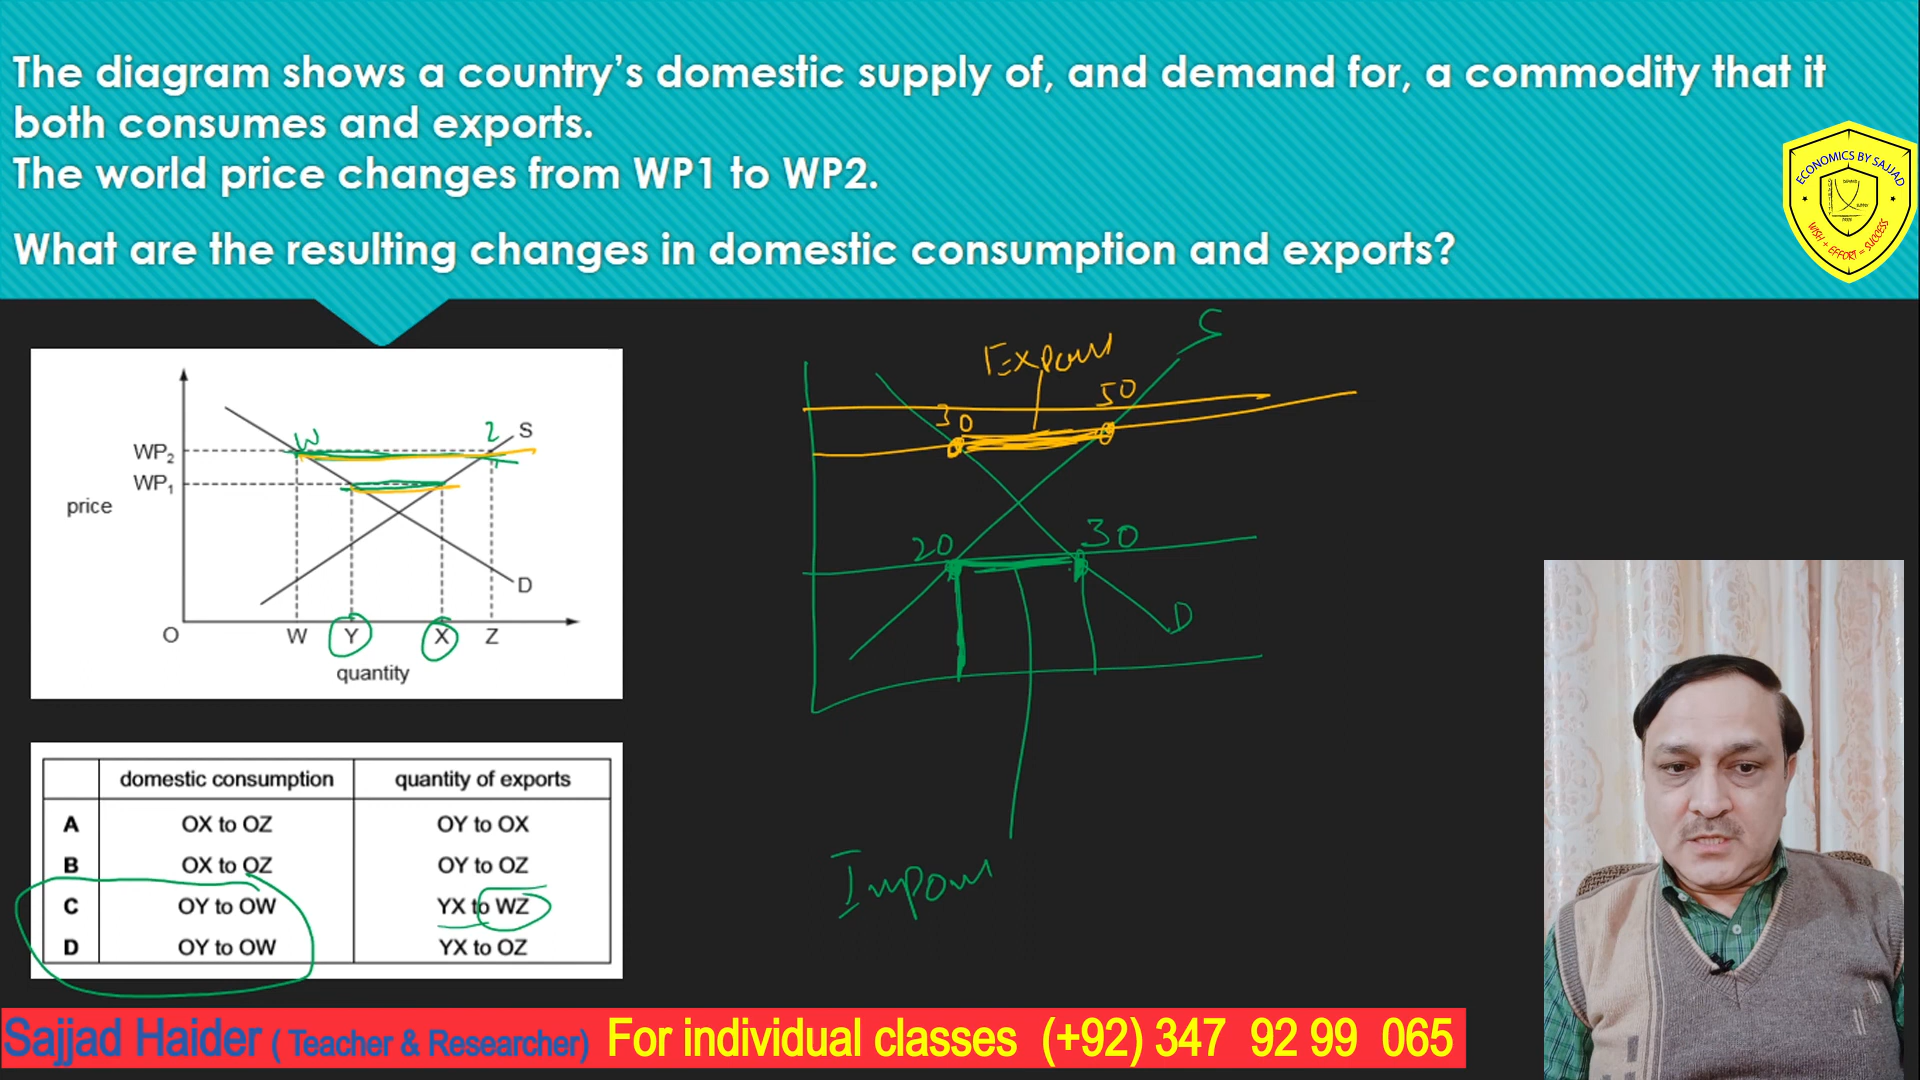 The diagram shows a country's domestic supply of, and demand for, a commodity that it
both consumes and exports.
The world price changes from WP1 to WP2.
What are the resulting changes in domestic consumption and exports?
ECONOMICS BY SAJJAD
WISH + EFFORT = SUCCESS
W
2
S
WP2
WP1
price
D
O
W
Y
X
Z
quantity
S
30
50
20
30
D
domestic consumption quantity of exports
A OX to OZ OY to OX
B OX to OZ OY to OZ
C OY to OW YX to WZ
D OY to OW YX to OZ
Sajjad Haider ( Teacher & Researcher) For individual classes (+92) 347 92 99 065